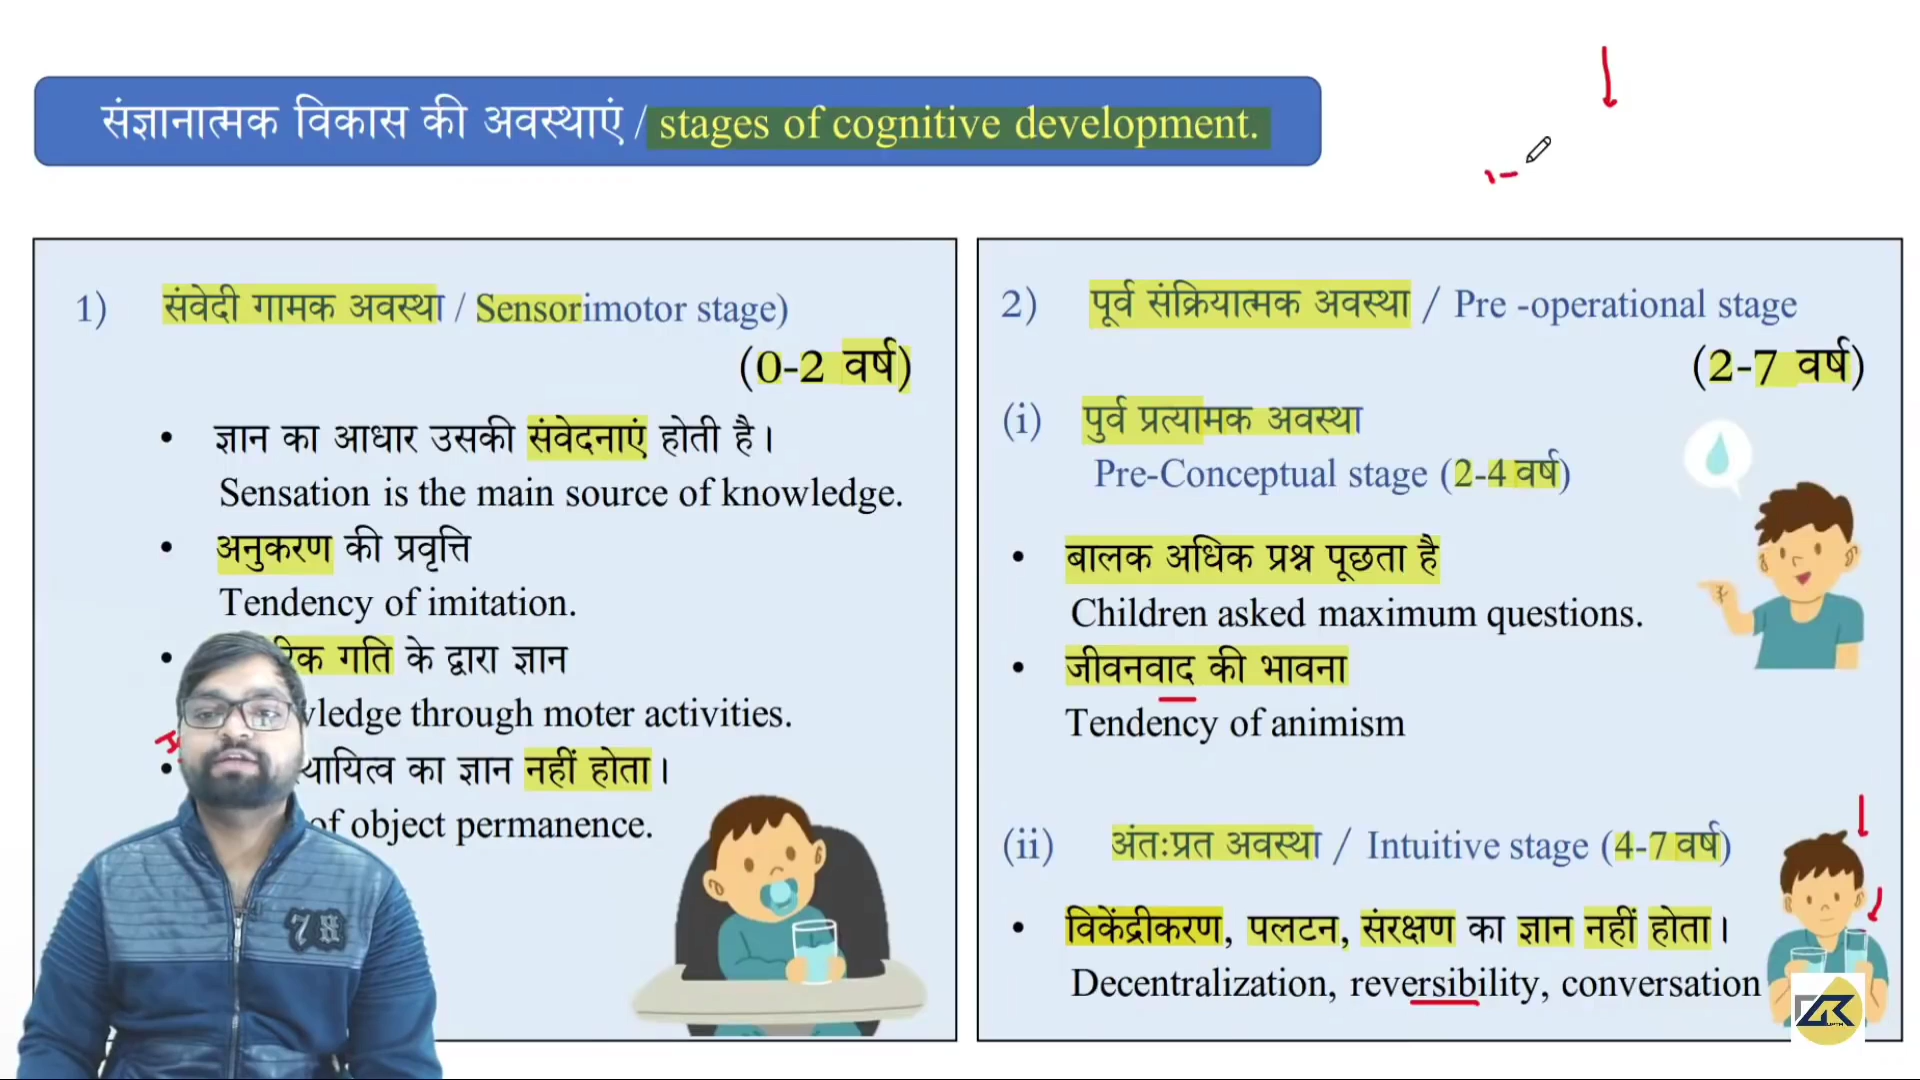 संज्ञानात्मक विकास की अवस्थाएं / stages of cognitive development.
1) संवेदी गामक अवस्था / Sensorimotor stage)
(0-2 वर्ष)
• ज्ञान का आधार उसकी संवेदनाएं होती है।
Sensation is the main source of knowledge.
• अनुकरण की प्रवृत्ति
Tendency of imitation.
• गति के द्वारा ज्ञान
through moter activities.
• का ज्ञान नहीं होता।
of object permanence.
2) पूर्व संक्रियात्मक अवस्था / Pre -operational stage
(2-7 वर्ष)
(i) पुर्व प्रत्यामक अवस्था
Pre-Conceptual stage (2-4 वर्ष)
• बालक अधिक प्रश्न पूछता है
Children asked maximum questions.
• जीवनवाद की भावना
Tendency of animism
(ii) अंतःप्रत अवस्था / Intuitive stage (4-7 वर्ष)
• विकेंद्रीकरण, पलटन, संरक्षण का ज्ञान नहीं होता।
Decentralization, reversibility, conversation
78